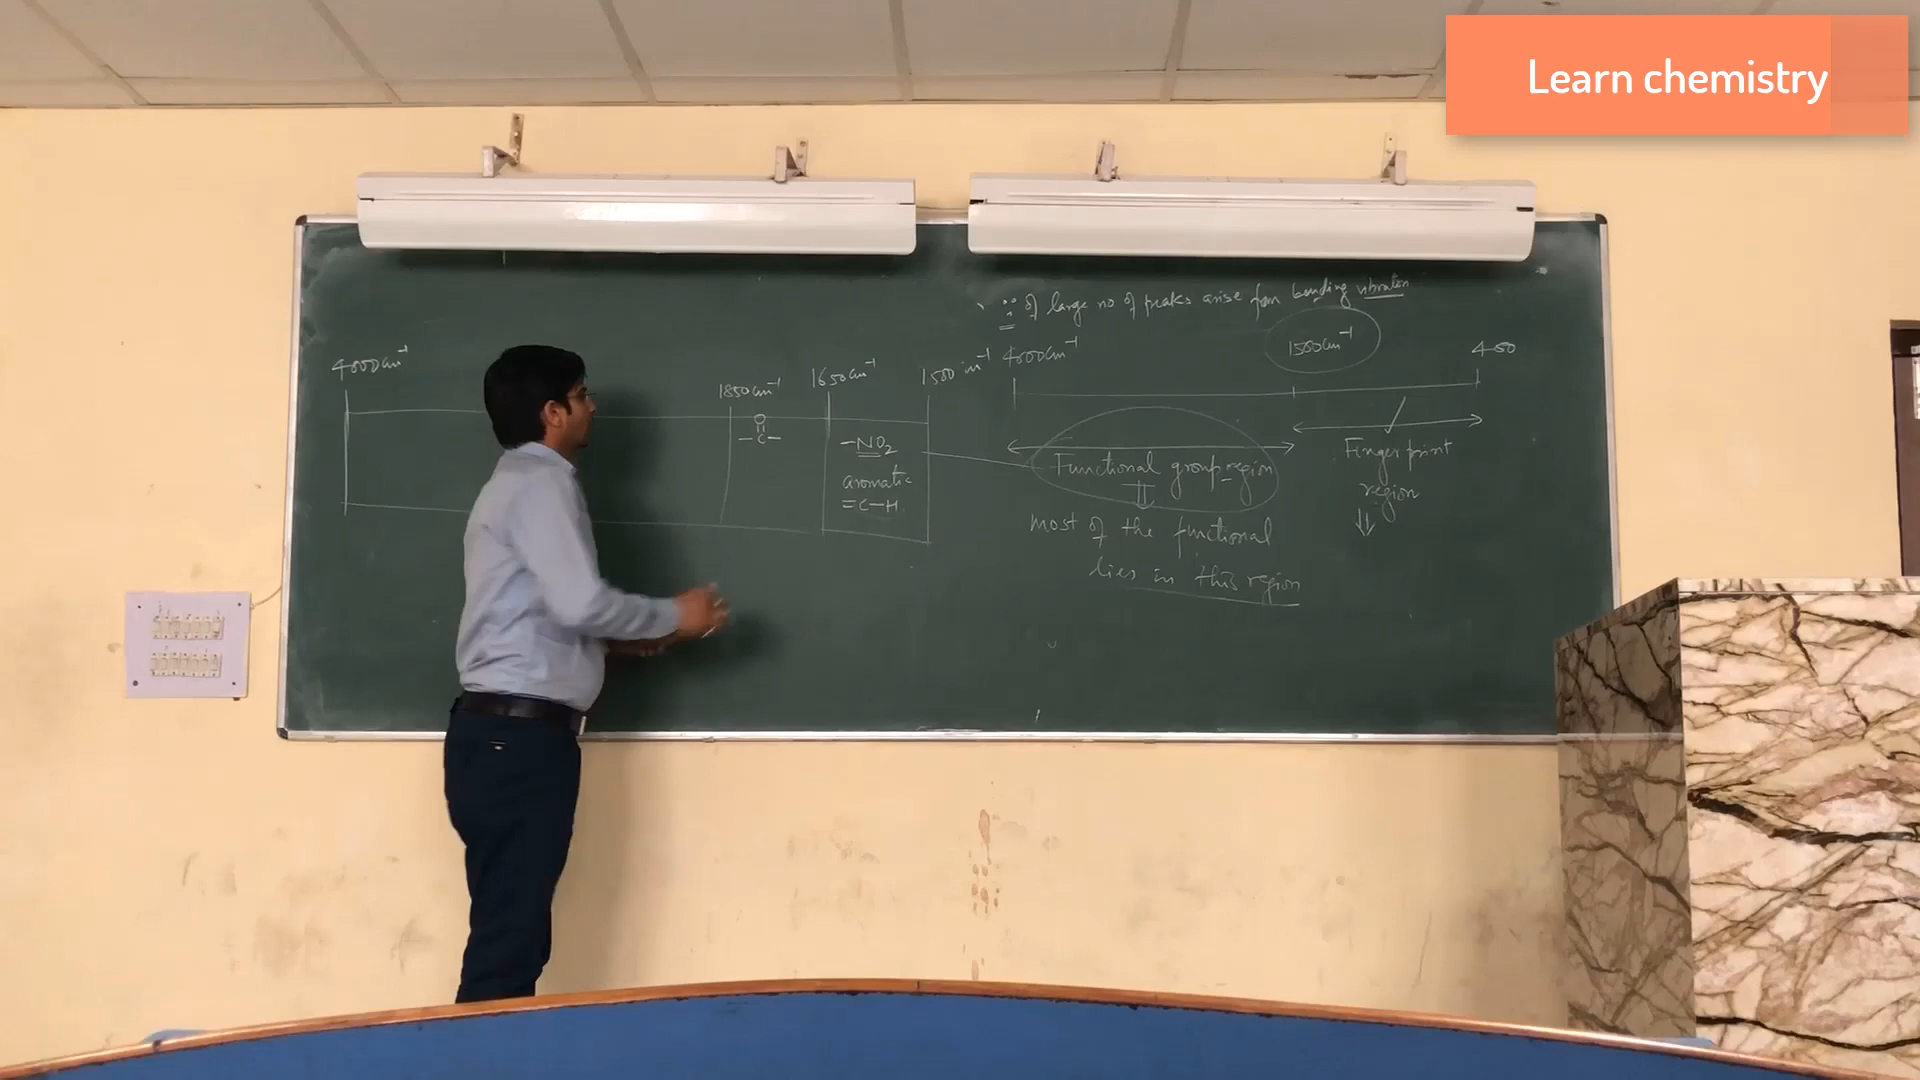 Learn chemistry
of large no of peaks arise from bending vibration
4000cm⁻¹
1850cm⁻¹
1650cm⁻¹
1500 cm⁻¹
O
-C-
-NO₂
aromatic
=C-H
4000cm⁻¹
1500cm⁻¹
400
Functional group region
most of the functional
lies in this region
Finger print
region